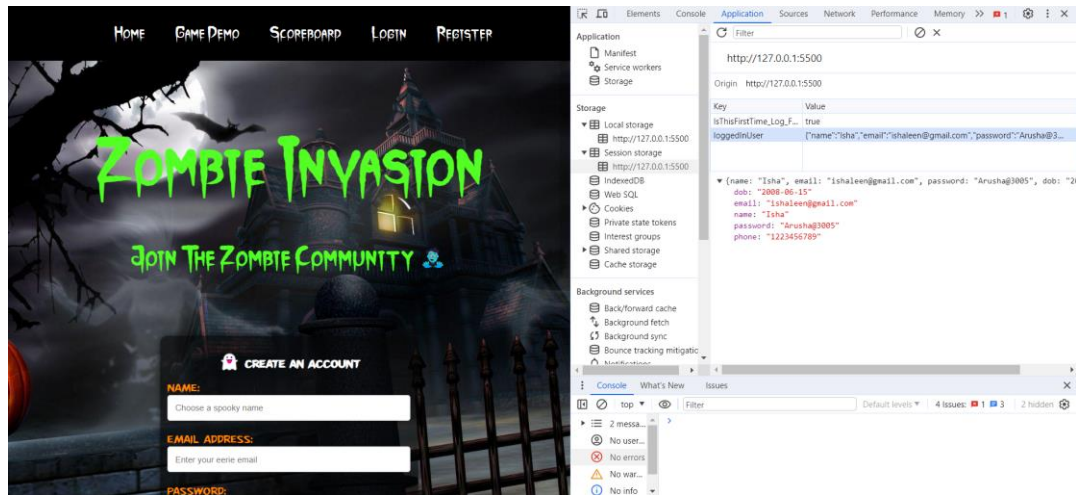 Home Game Demo Scoreboard Login Register
Zombie Invasion
Join The Zombie Community
CREATE AN ACCOUNT
NAME:
Choose a spooky name
EMAIL ADDRESS:
Enter your eerie email
PASSWORD:
Elements Console Application Sources Network Performance Memory 1
Application
Manifest
Service workers
Storage
Storage
Local storage
http://127.0.0.1:5500
Session storage
http://127.0.0.1:5500
IndexedDB
Web SQL
Cookies
Private state tokens
Interest groups
Shared storage
Cache storage
Background services
Back/forward cache
Background fetch
Background sync
Bounce tracking mitigatic
Notifications
Filter
http://127.0.0.1:5500
Origin http://127.0.0.1:5500
Key Value
IsThisFirstTime_Log_F... true
loggedInUser {"name":"Isha","email":"ishaleen@gmail.com","password":"Arusha@3...
{name: "Isha", email: "ishaleen@gmail.com", password: "Arusha@3005", dob: "20
dob: "2008-06-15"
email: "ishaleen@gmail.com"
name: "Isha"
password: "Arusha@3005"
phone: "1223456789"
Console What's New Issues
top Filter Default levels 4 Issues: 1 3 2 hidden
2 messa...
No user...
No errors
No war...
No info